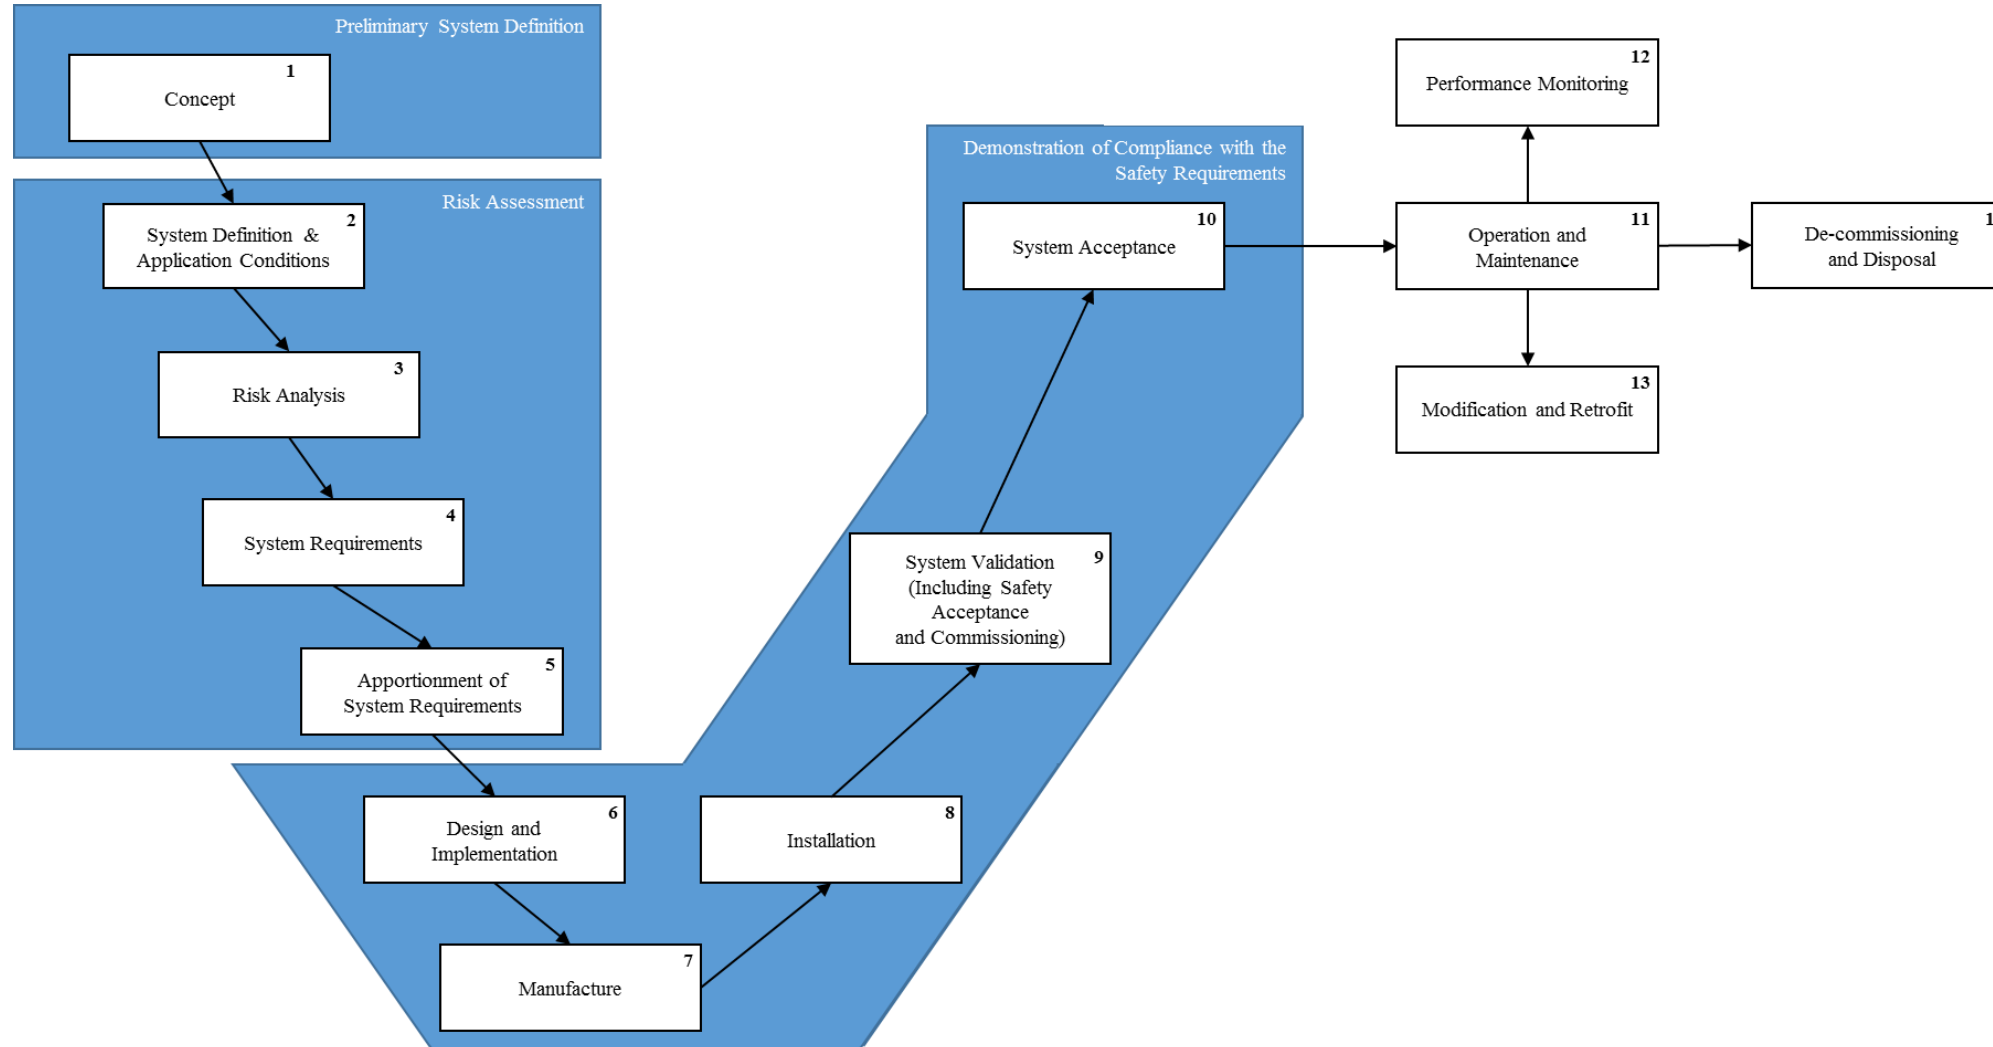 Preliminary System Definition
1
Concept
Risk Assessment
2
System Definition &
Application Conditions
3
Risk Analysis
4
System Requirements
5
Apportionment of
System Requirements
6
Design and
Implementation
7
Manufacture
8
Installation
9
System Validation
(Including Safety
Acceptance
and Commissioning)
Demonstration of Compliance with the
Safety Requirements
10
System Acceptance
11
Operation and
Maintenance
12
Performance Monitoring
13
Modification and Retrofit
De-commissioning
and Disposal